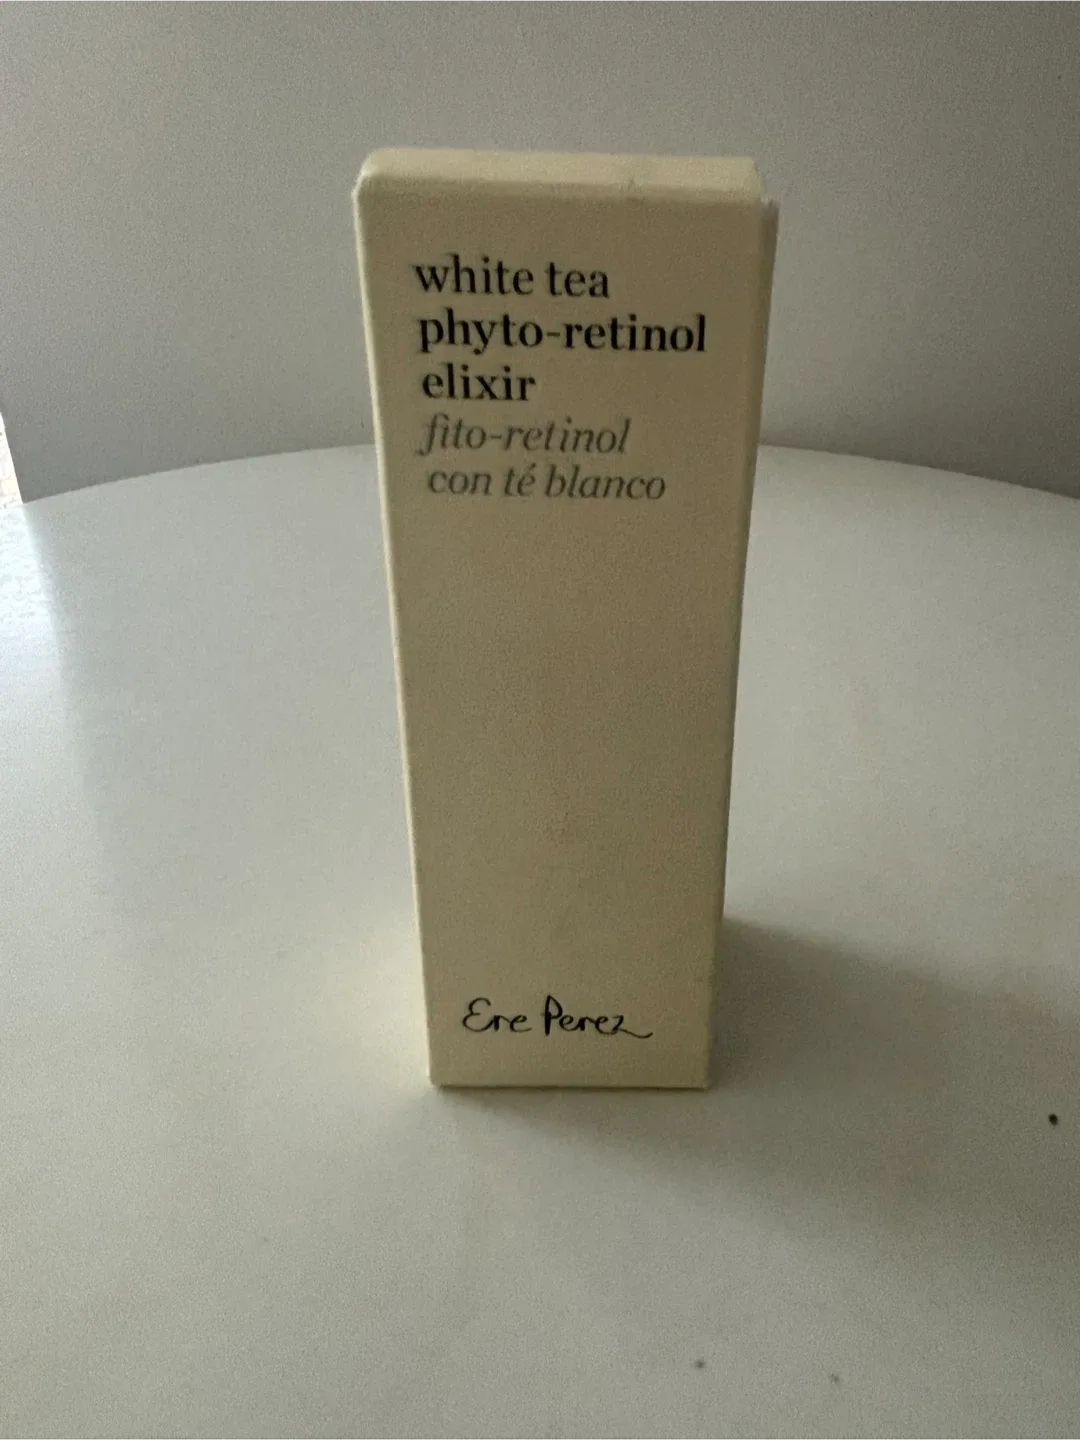 white tea
phyto-retinol
elixir
fito-retinol
con té blanco
Ere Perez